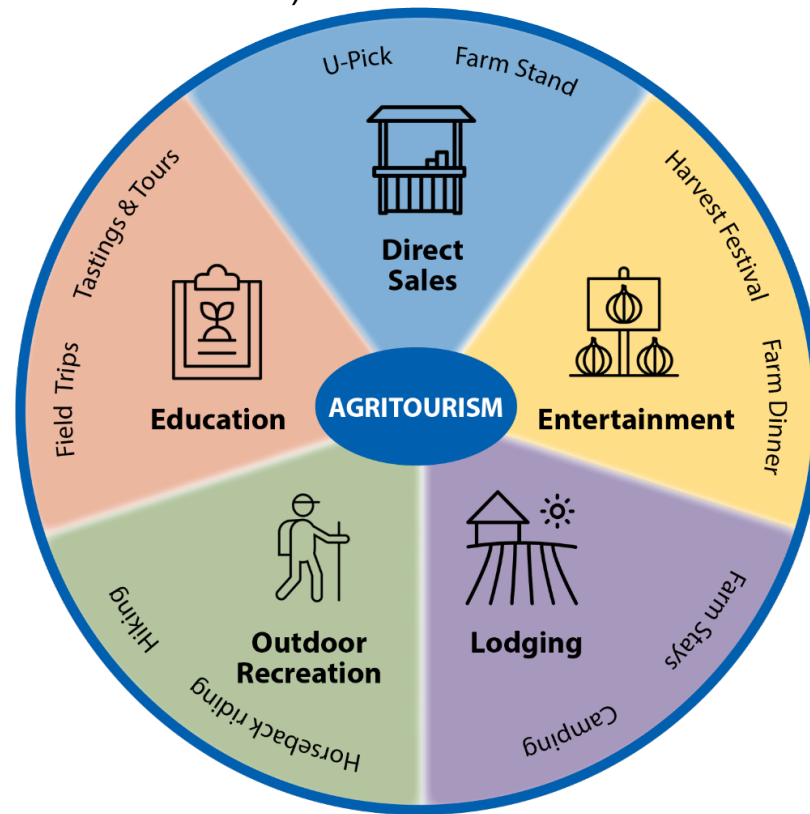 U-Pick
Farm Stand
Direct
Sales
Harvest Festival
Farm Dinner
Entertainment
Farm Stays
Camping
Lodging
Horseback riding
Hiking
Outdoor
Recreation
Field Trips
Tastings & Tours
Education
AGRITOURISM